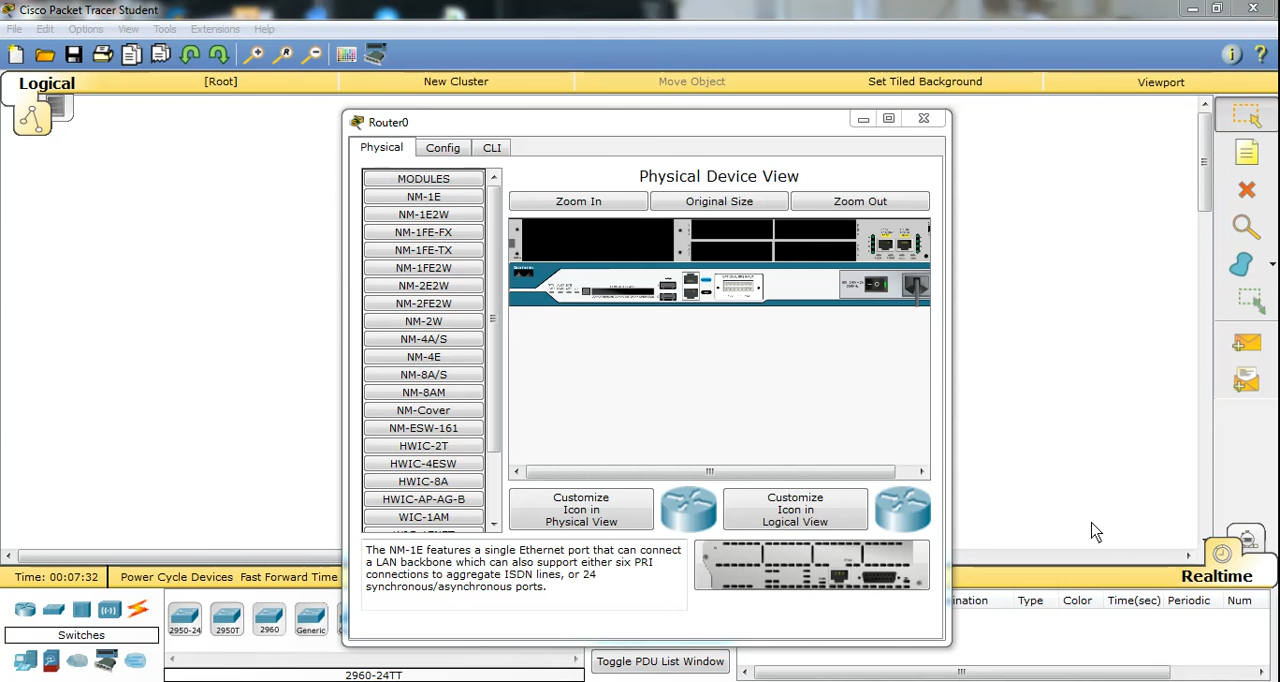 Cisco Packet Tracer Student
File Edit Options View Tools Extensions Help
Logical [Root] New Cluster Move Object Set Tiled Background Viewport
Router0
Physical Config CLI
MODULES
NM-1E
NM-1E2W
NM-1FE-FX
NM-1FE-TX
NM-1FE2W
NM-2E2W
NM-2FE2W
NM-2W
NM-4A/S
NM-4E
NM-8A/S
NM-8AM
NM-Cover
NM-ESW-161
HWIC-2T
HWIC-4ESW
HWIC-8A
HWIC-AP-AG-B
WIC-1AM
Physical Device View
Zoom In Original Size Zoom Out
Customize
Icon in
Physical View
Customize
Icon in
Logical View
The NM-1E features a single Ethernet port that can connect
a LAN backbone which can also support either six PRI
connections to aggregate ISDN lines, or 24
synchronous/asynchronous ports.
Time: 00:07:32 Power Cycle Devices Fast Forward Time
Realtime
Switches
2950-24 2950T 2960 Generic
2960-24TT
Toggle PDU List Window
ination Type Color Time(sec) Periodic Num